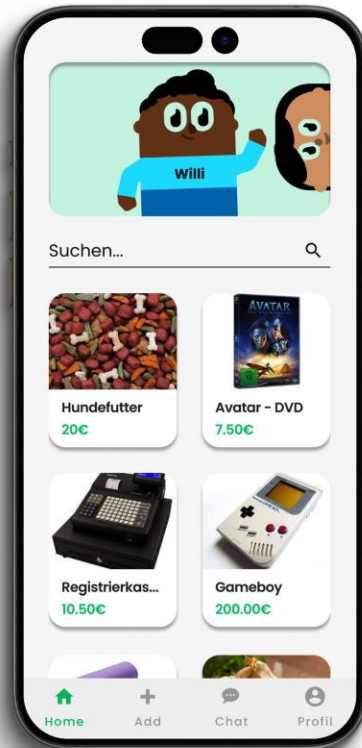 Willi
Suchen...
AVATAR
Hundefutter
20€
Avatar - DVD
7.50€
Registrierkas...
10.50€
Gameboy
200.00€
Home
Add
Chat
Profil